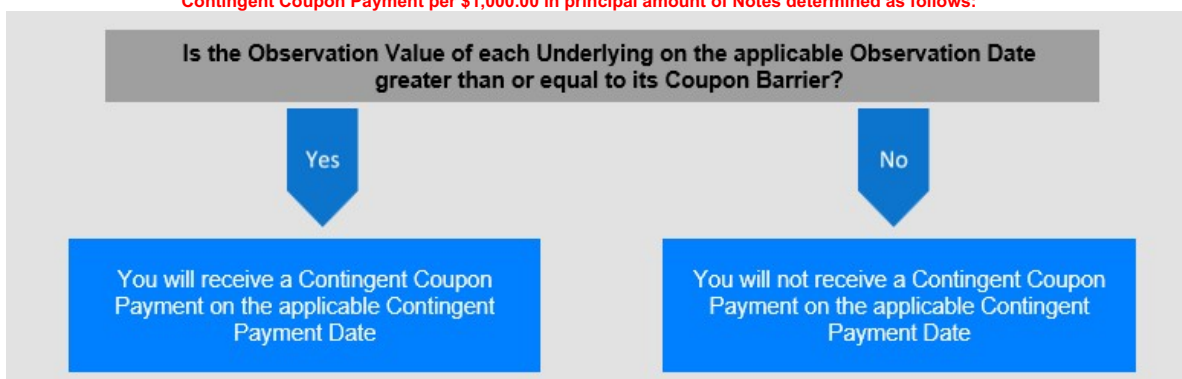 Contingent Coupon Payment per $1,000.00 in principal amount of Notes determined as follows:
Is the Observation Value of each Underlying on the applicable Observation Date
greater than or equal to its Coupon Barrier?
Yes
No
You will receive a Contingent Coupon
Payment on the applicable Contingent
Payment Date
You will not receive a Contingent Coupon
Payment on the applicable Contingent
Payment Date